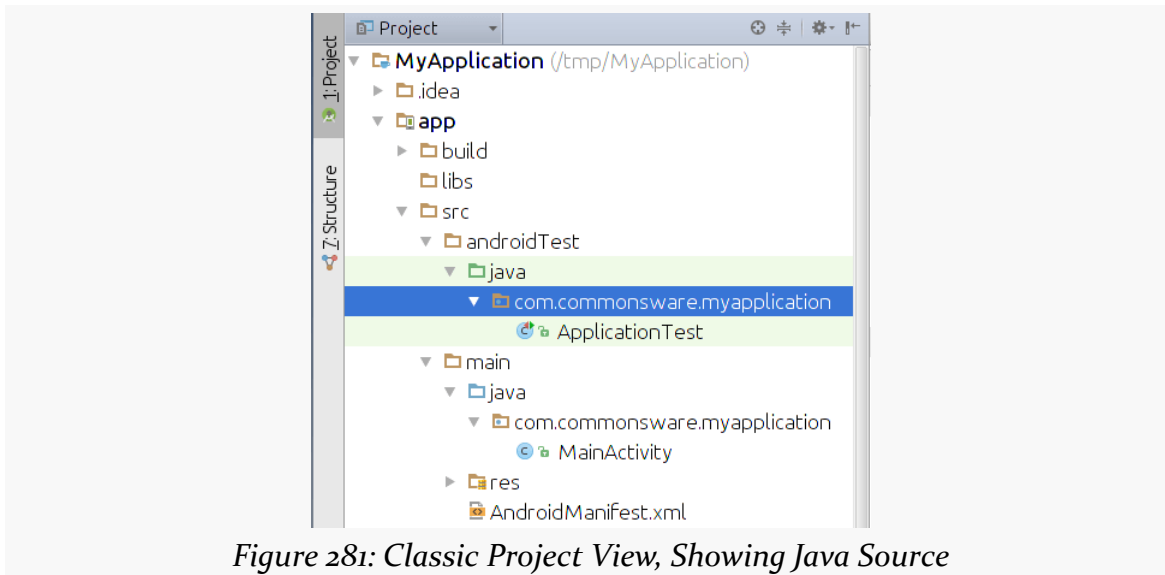 Project
1: Project
7: Structure
MyApplication (/tmp/MyApplication)
.idea
app
build
libs
src
androidTest
java
com.commonsware.myapplication
ApplicationTest
main
java
com.commonsware.myapplication
MainActivity
res
AndroidManifest.xml
Figure 281: Classic Project View, Showing Java Source